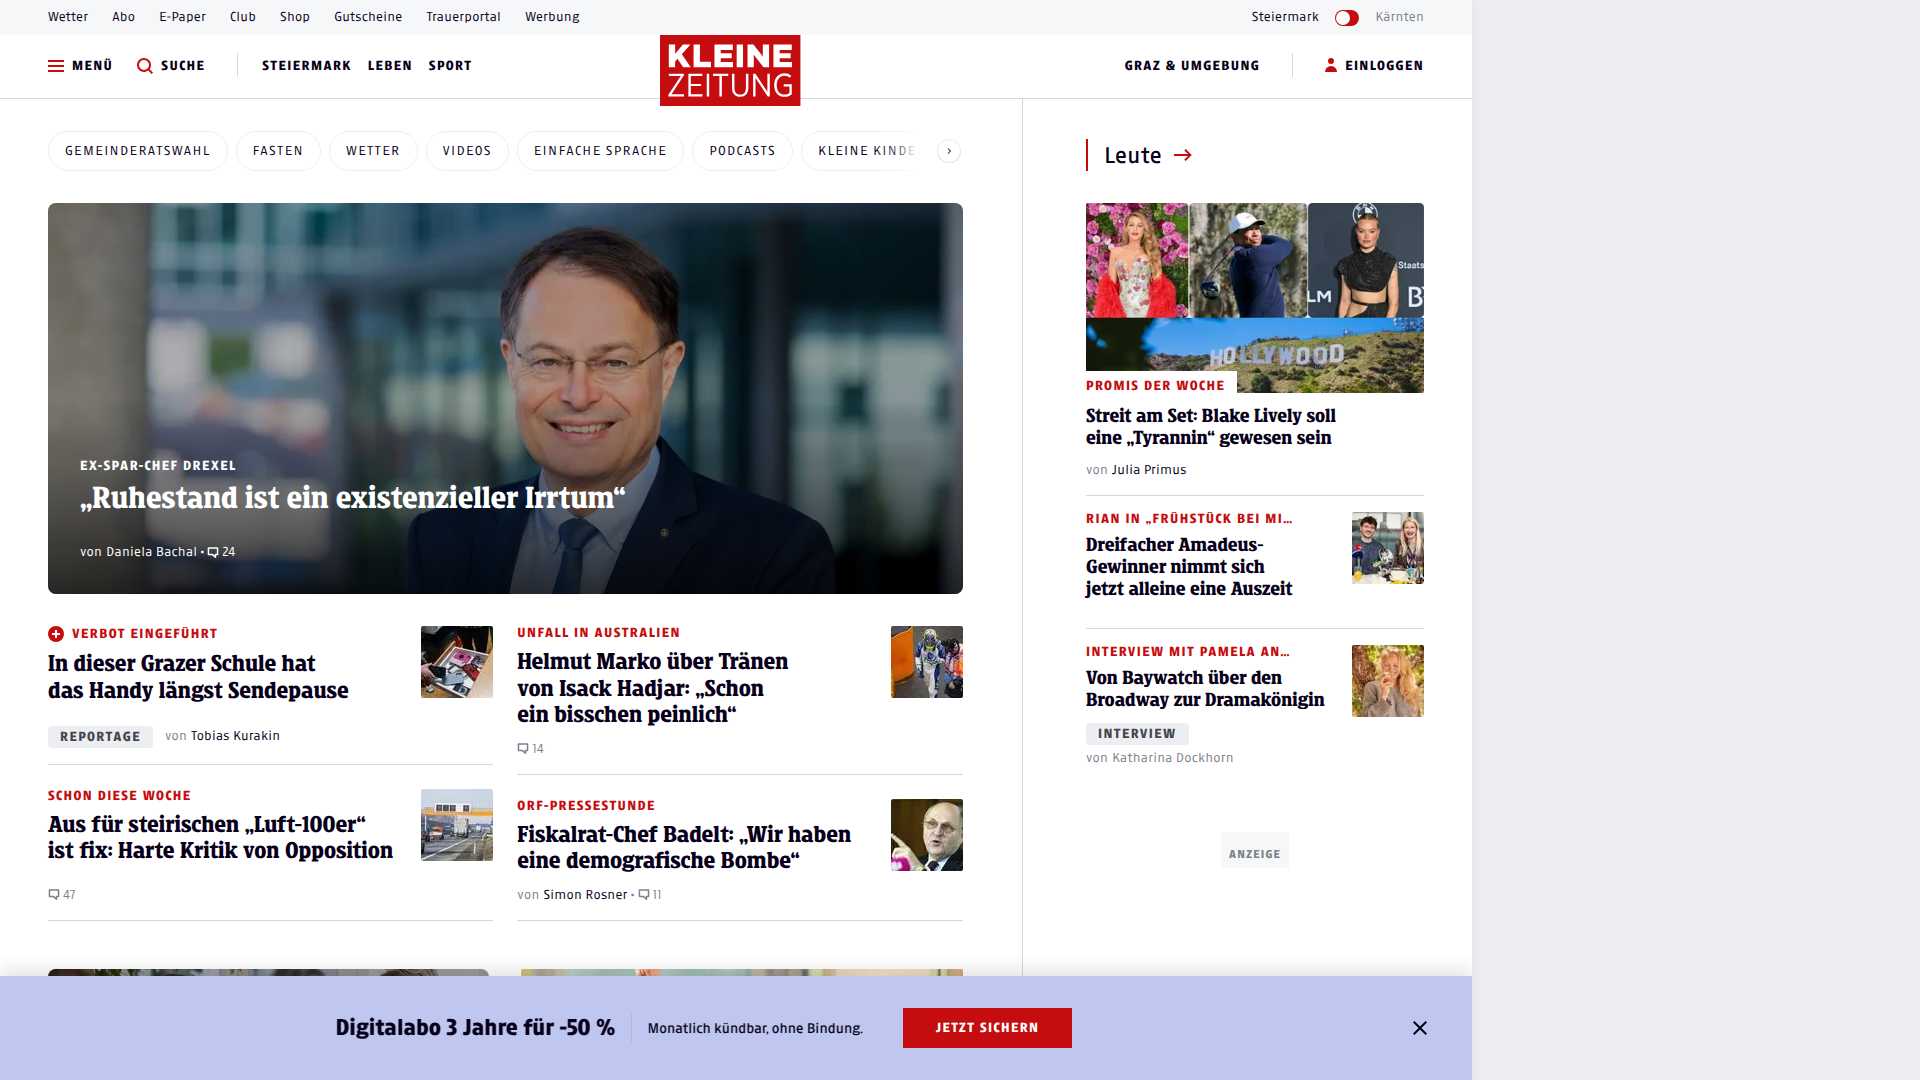 Wetter Abo E-Paper Club Shop Gutscheine Trauerportal Werbung
Steiermark Kärnten
MENÜ SUCHE STEIERMARK LEBEN SPORT
KLEINE
ZEITUNG
GRAZ & UMGEBUNG EINLOGGEN
GEMEINDERATSWAHL FASTEN WETTER VIDEOS EINFACHE SPRACHE PODCASTS KLEINE KINDE
EX-SPAR-CHEF DREXEL
„Ruhestand ist ein existenzieller Irrtum“
von Daniela Bachal • 24
VERBOT EINGEFÜHRT
In dieser Grazer Schule hat
das Handy längst Sendepause
REPORTAGE von Tobias Kurakin
SCHON DIESE WOCHE
Aus für steirischen „Luft-100er“
ist fix: Harte Kritik von Opposition
47
UNFALL IN AUSTRALIEN
Helmut Marko über Tränen
von Isack Hadjar: „Schon
ein bisschen peinlich“
14
ORF-PRESSESTUNDE
Fiskalrat-Chef Badelt: „Wir haben
eine demografische Bombe“
von Simon Rosner • 11
Leute
Staats
LM
HOLLYWOOD
PROMIS DER WOCHE
Streit am Set: Blake Lively soll
eine „Tyrannin“ gewesen sein
von Julia Primus
RIAN IN „FRÜHSTÜCK BEI MI...
Dreifacher Amadeus-
Gewinner nimmt sich
jetzt alleine eine Auszeit
INTERVIEW MIT PAMELA AN...
Von Baywatch über den
Broadway zur Dramakönigin
INTERVIEW
von Katharina Dockhorn
ANZEIGE
Digitalabo 3 Jahre für -50 %
Monatlich kündbar, ohne Bindung.
JETZT SICHERN